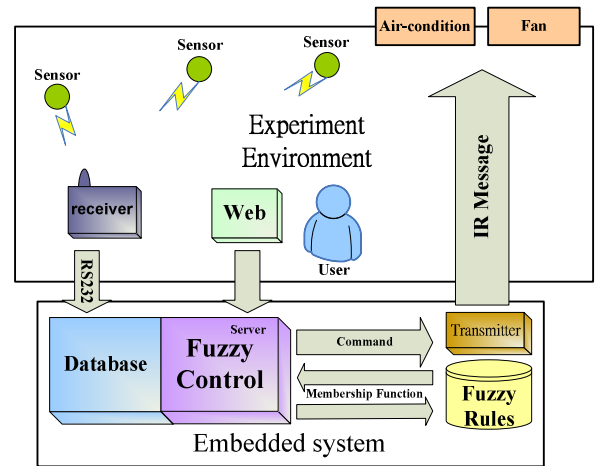 Air-condition
Fan
Sensor
Sensor
Sensor
Experiment
Environment
receiver
Web
User
IR Message
RS232
Server
Database
Fuzzy
Control
Command
Transmitter
Membership Function
Fuzzy
Rules
Embedded system